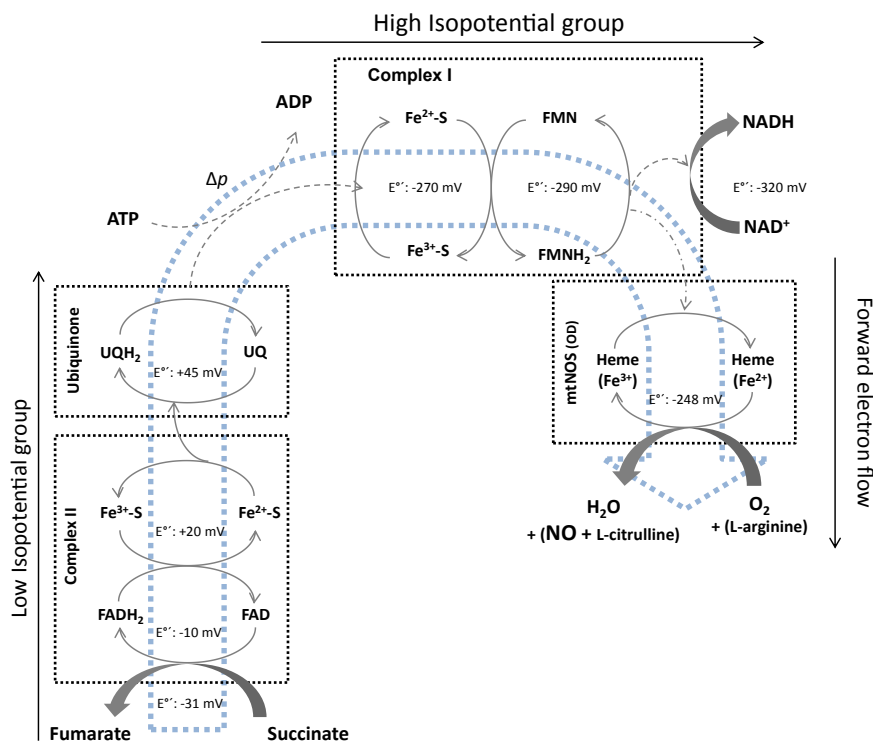 High Isopotential group
Complex I
ADP
Fe²⁺-S
FMN
NADH
Δp
E°´: -270 mV
E°´: -290 mV
E°´: -320 mV
ATP
NAD⁺
Fe³⁺-S
FMNH₂
Ubiquinone
UQH₂
UQ
E°´: +45 mV
mtNOS (OD)
Heme
(Fe³⁺)
Heme
(Fe²⁺)
E°´: -248 mV
Forward electron flow
Low Isopotential group
Complex II
Fe³⁺-S
Fe²⁺-S
E°´: +20 mV
H₂O
+ (NO + L-citrulline)
O₂
+ (L-arginine)
FADH₂
FAD
E°´: -10 mV
E°´: -31 mV
Fumarate
Succinate